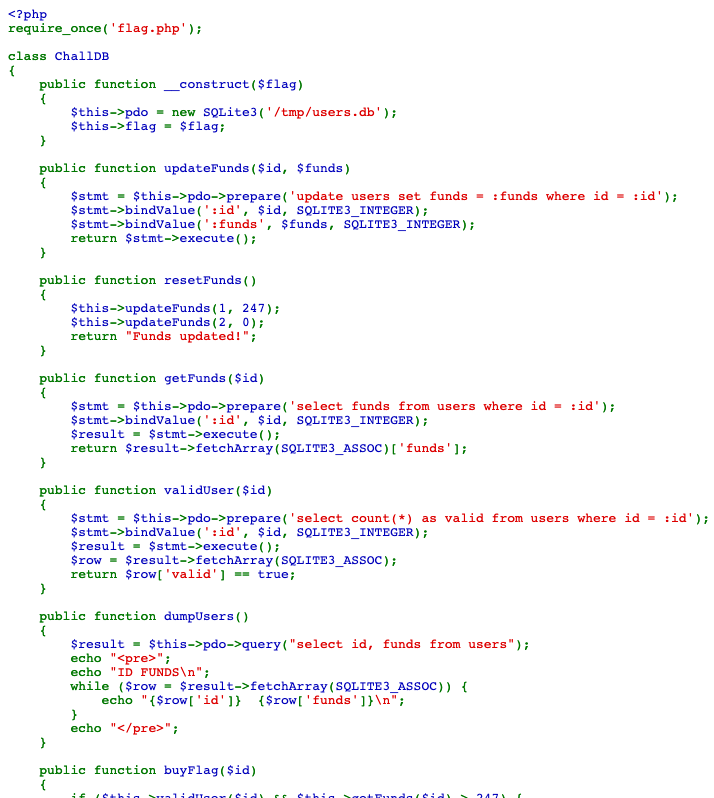 <?php
require_once('flag.php');
class ChallDB
{
    public function __construct($flag)
    {
        $this->pdo = new SQLite3('/tmp/users.db');
        $this->flag = $flag;
    }
    public function updateFunds($id, $funds)
    {
        $stmt = $this->pdo->prepare('update users set funds = :funds where id = :id');
        $stmt->bindValue(':id', $id, SQLITE3_INTEGER);
        $stmt->bindValue(':funds', $funds, SQLITE3_INTEGER);
        return $stmt->execute();
    }
    public function resetFunds()
    {
        $this->updateFunds(1, 247);
        $this->updateFunds(2, 0);
        return "Funds updated!";
    }
    public function getFunds($id)
    {
        $stmt = $this->pdo->prepare('select funds from users where id = :id');
        $stmt->bindValue(':id', $id, SQLITE3_INTEGER);
        $result = $stmt->execute();
        return $result->fetchArray(SQLITE3_ASSOC)['funds'];
    }
    public function validUser($id)
    {
        $stmt = $this->pdo->prepare('select count(*) as valid from users where id = :id');
        $stmt->bindValue(':id', $id, SQLITE3_INTEGER);
        $result = $stmt->execute();
        $row = $result->fetchArray(SQLITE3_ASSOC);
        return $row['valid'] == true;
    }
    public function dumpUsers()
    {
        $result = $this->pdo->query("select id, funds from users");
        echo "<pre>";
        echo "ID FUNDS\n";
        while ($row = $result->fetchArray(SQLITE3_ASSOC)) {
            echo "{$row['id']}  {$row['funds']}\n";
        }
        echo "</pre>";
    }
    public function buyFlag($id)
    {
        if ($this->validUser($id) && $this->getFunds($id) > 247) {